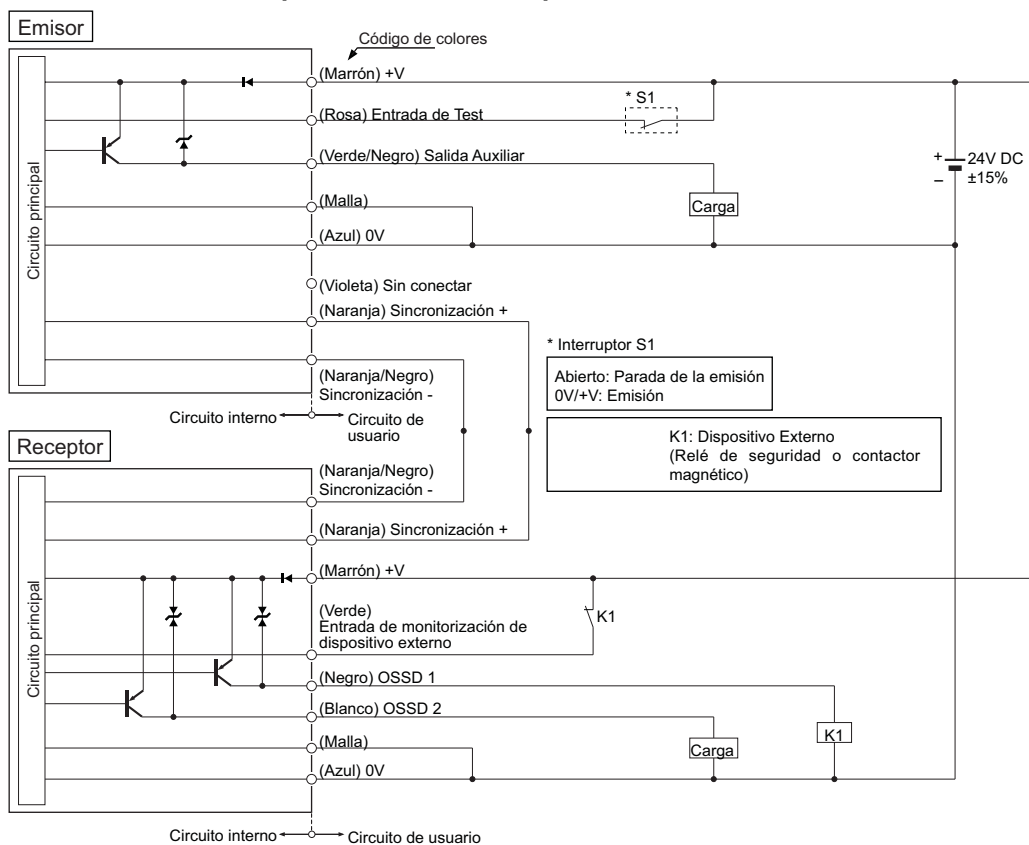 Emisor
Código de colores
Circuito principal
(Marrón) +V
* S1
(Rosa) Entrada de Test
(Verde/Negro) Salida Auxiliar
+
24V DC
–
±15%
(Malla)
Carga
(Azul) 0V
(Violeta) Sin conectar
(Naranja) Sincronización +
(Naranja/Negro)
Sincronización -
Circuito interno
Circuito de
usuario
* Interruptor S1
Abierto: Parada de la emisión
0V/+V: Emisión
K1: Dispositivo Externo
(Relé de seguridad o contactor
magnético)
Receptor
Circuito principal
(Naranja/Negro)
Sincronización -
(Naranja) Sincronización +
(Marrón) +V
(Verde)
Entrada de monitorización de
dispositivo externo
K1
(Negro) OSSD 1
(Blanco) OSSD 2
K1
(Malla)
Carga
(Azul) 0V
Circuito interno
Circuito de usuario